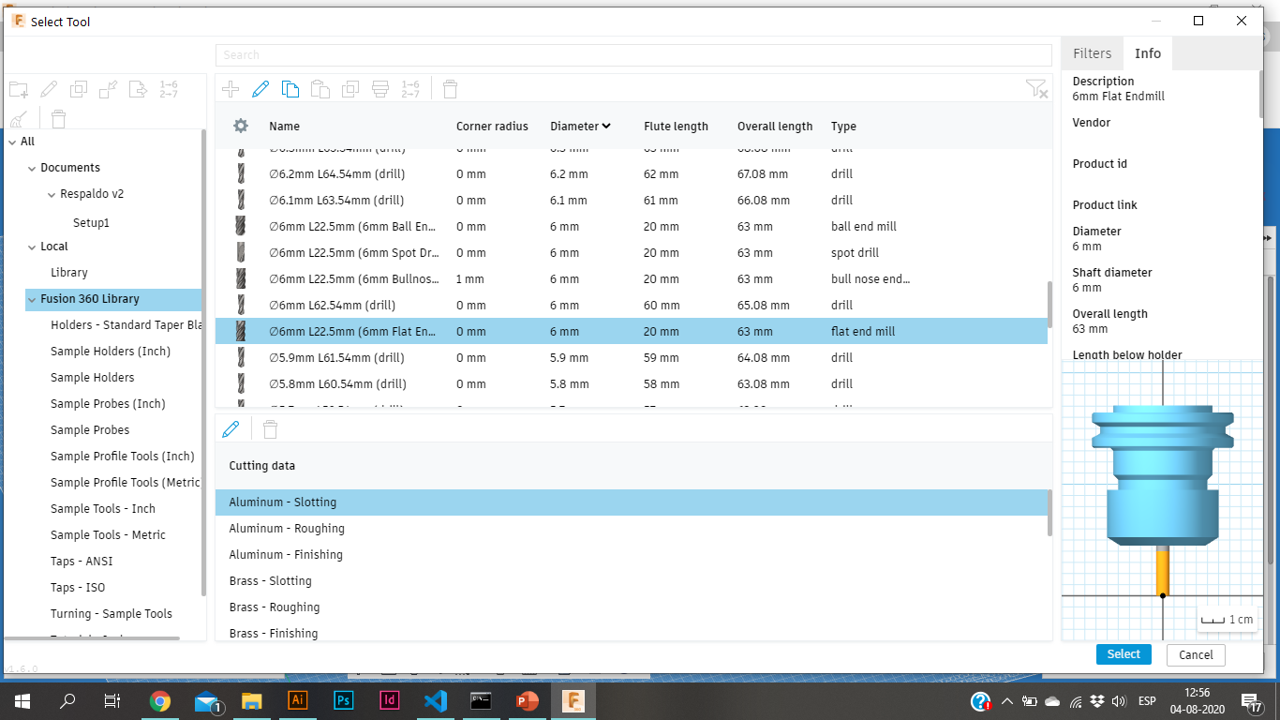 Select Tool
Search
Filters
Info
1→6
2→7
1→6
2→7
All
Documents
Respaldo v2
Setup1
Local
Library
Fusion 360 Library
Holders - Standard Taper Bla
Sample Holders (Inch)
Sample Holders
Sample Probes (Inch)
Sample Probes
Sample Profile Tools (Inch)
Sample Profile Tools (Metric
Sample Tools - Inch
Sample Tools - Metric
Taps - ANSI
Taps - ISO
Turning - Sample Tools
v1.6.0
Name Corner radius Diameter Flute length Overall length Type
∅6.2mm L64.54mm (drill) 0 mm 6.2 mm 62 mm 67.08 mm drill
∅6.1mm L63.54mm (drill) 0 mm 6.1 mm 61 mm 66.08 mm drill
∅6mm L22.5mm (6mm Ball En... 0 mm 6 mm 20 mm 63 mm ball end mill
∅6mm L22.5mm (6mm Spot Dr... 0 mm 6 mm 20 mm 63 mm spot drill
∅6mm L22.5mm (6mm Bullnos... 1 mm 6 mm 20 mm 63 mm bull nose end...
∅6mm L62.54mm (drill) 0 mm 6 mm 60 mm 65.08 mm drill
∅6mm L22.5mm (6mm Flat En... 0 mm 6 mm 20 mm 63 mm flat end mill
∅5.9mm L61.54mm (drill) 0 mm 5.9 mm 59 mm 64.08 mm drill
∅5.8mm L60.54mm (drill) 0 mm 5.8 mm 58 mm 63.08 mm drill
Cutting data
Aluminum - Slotting
Aluminum - Roughing
Aluminum - Finishing
Brass - Slotting
Brass - Roughing
Brass - Finishing
Description
6mm Flat Endmill
Vendor
Product id
Product link
Diameter
6 mm
Shaft diameter
6 mm
Overall length
63 mm
Length below holder
1 cm
Select
Cancel
1
Ai
Ps
Id
ESP
12:56
04-08-2020
17